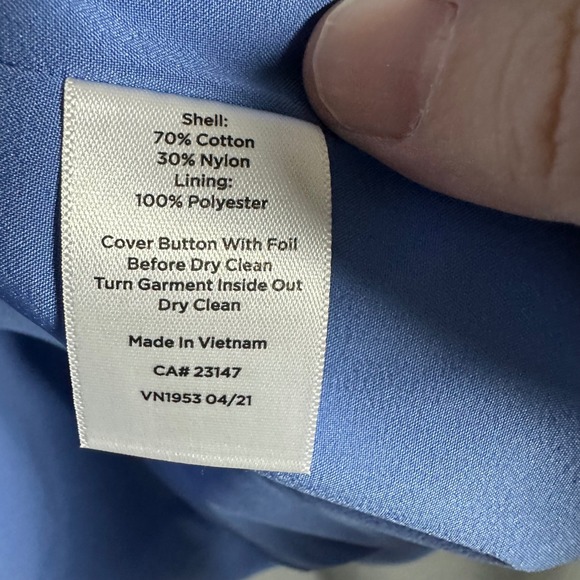 Shell:
70% Cotton
30% Nylon
Lining:
100% Polyester
Cover Button With Foil
Before Dry Clean
Turn Garment Inside Out
Dry Clean
Made In Vietnam
CA# 23147
VN1953 04/21